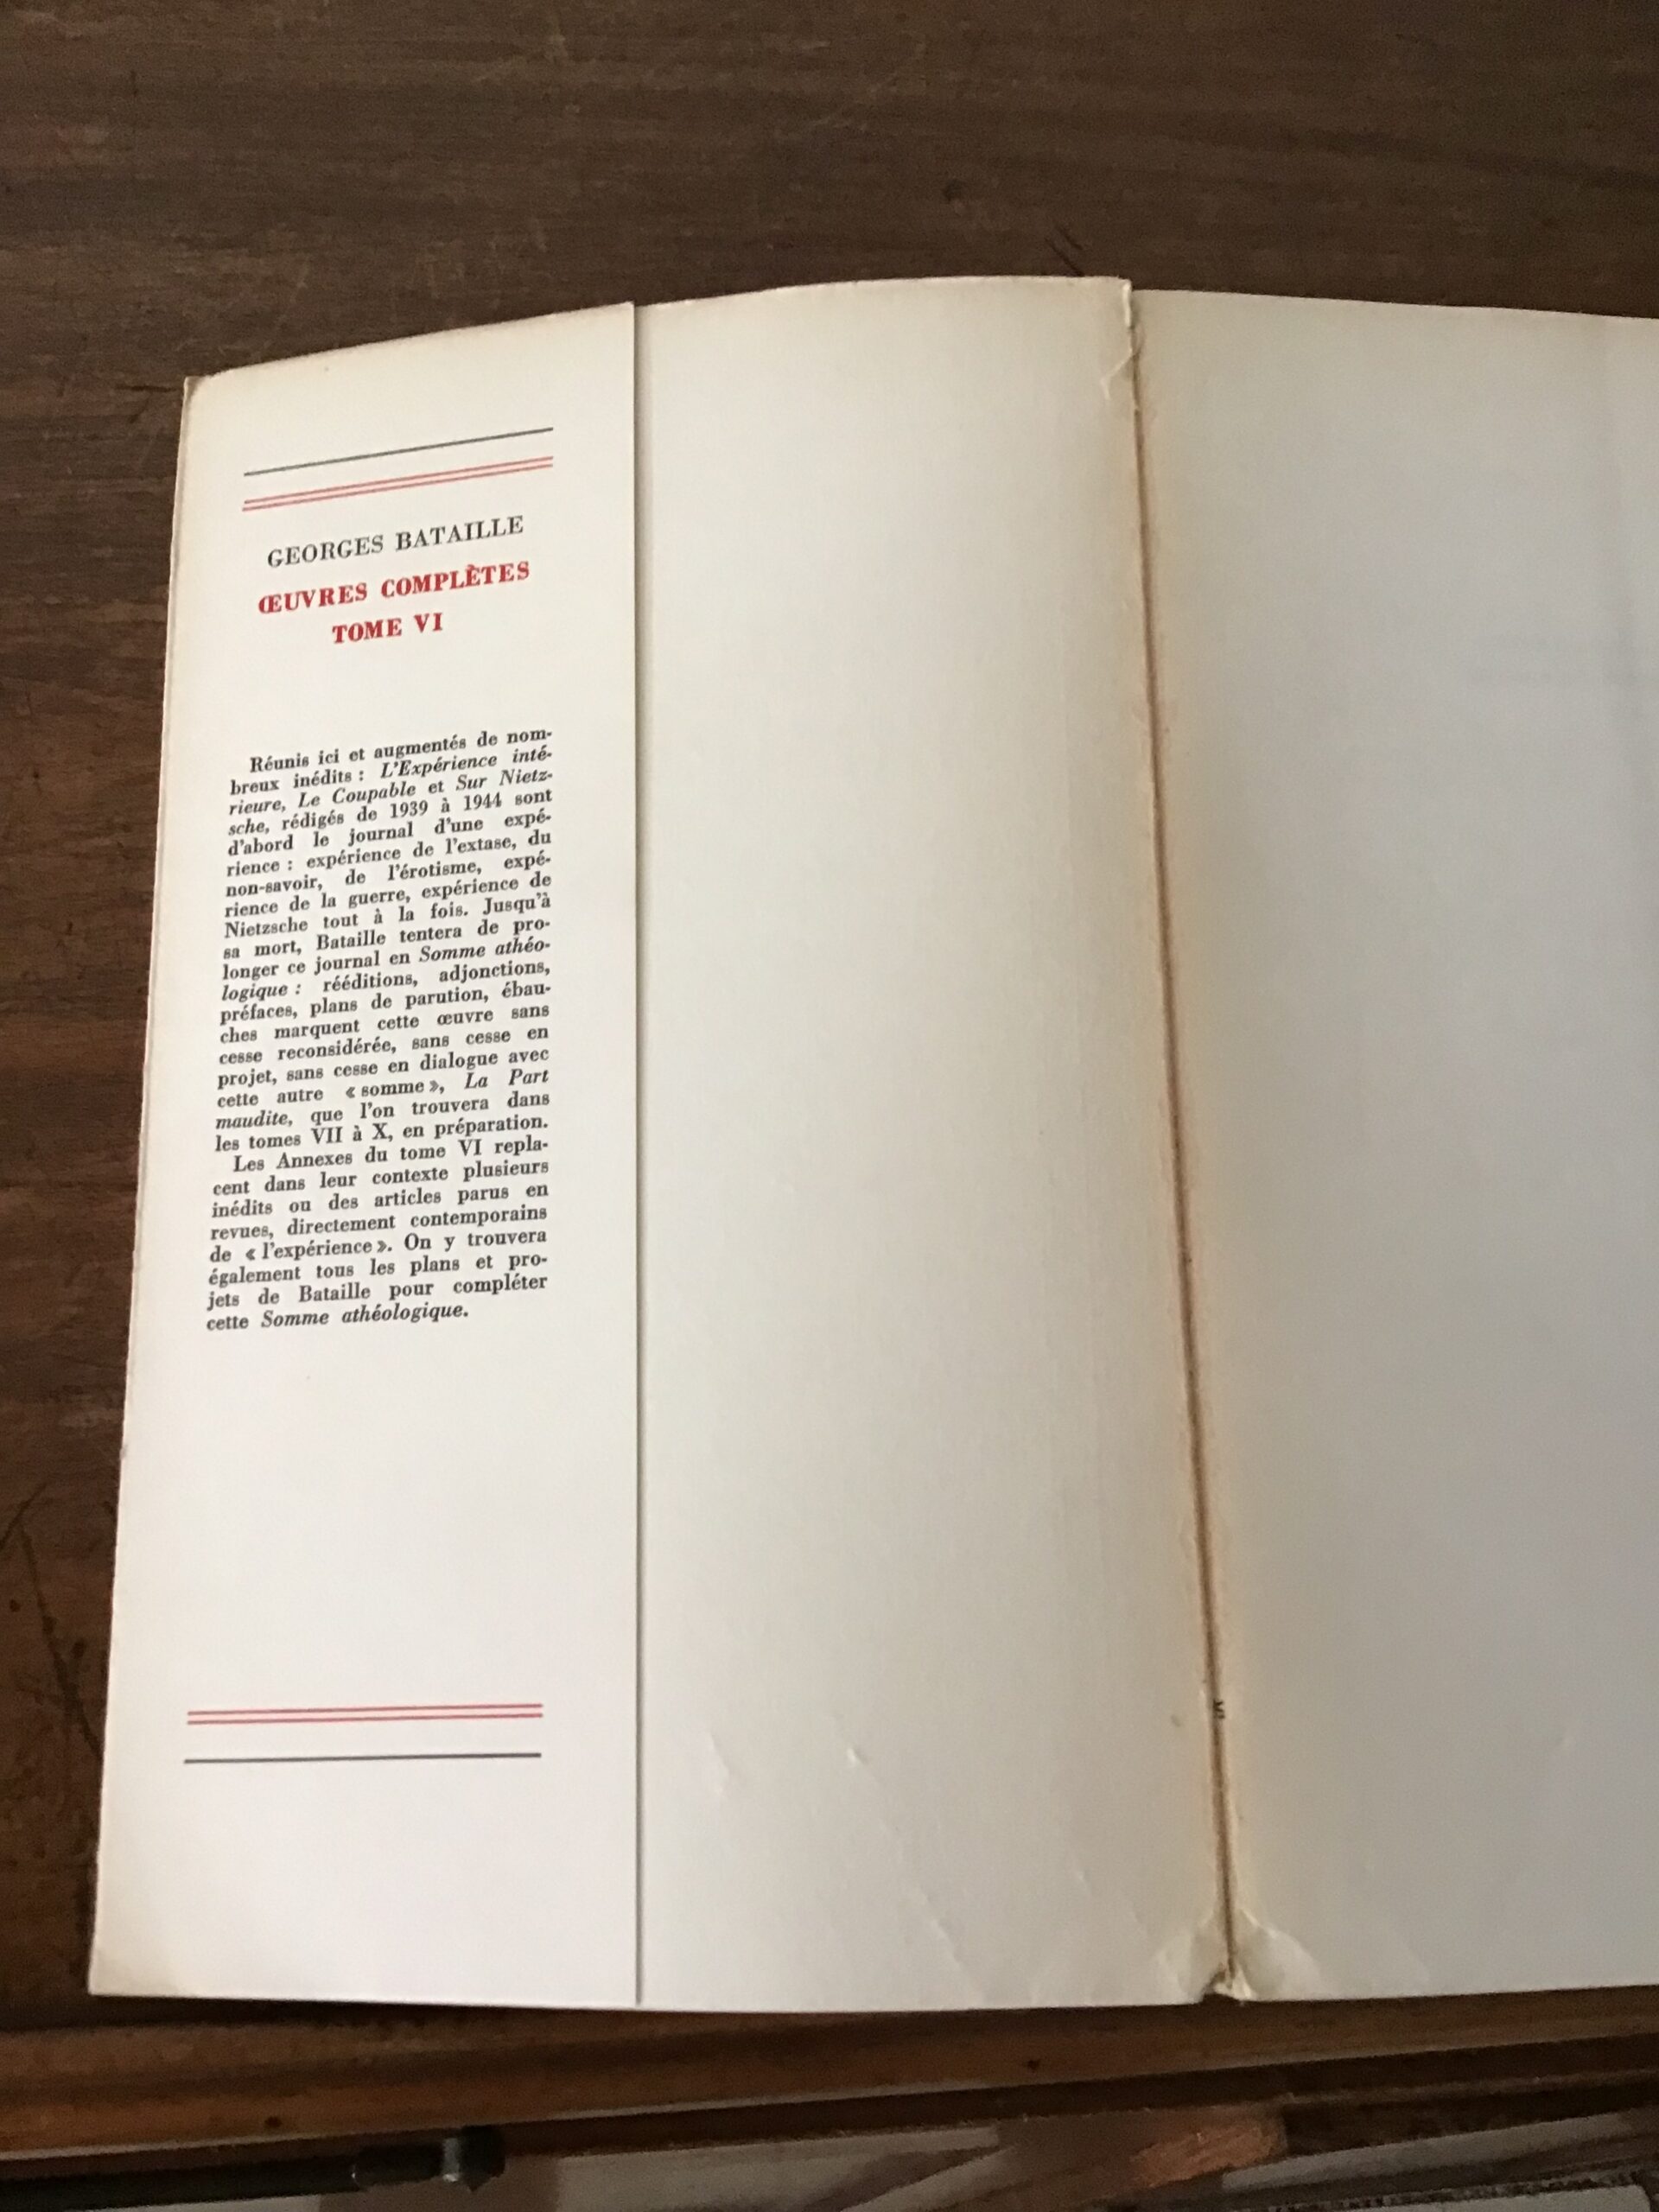 GEORGES BATAILLE
ŒUVRES COMPLÈTES
TOME VI
Réunis ici et augmentés de nom-
breux inédits : L'Expérience inté-
rieure, Le Coupable et Sur Nietz-
sche, rédigés de 1939 à 1944 sont
d'abord le journal d'une expé-
rience : expérience de l'extase, du
non-savoir, de l'érotisme, expé-
rience de la guerre, expérience de
Nietzsche tout à la fois. Jusqu'à
sa mort, Bataille tentera de pro-
longer ce journal en Somme athéo-
logique : rééditions, adjonctions,
préfaces, plans de parution, ébau-
ches marquent cette œuvre sans
cesse reconsidérée, sans cesse en
projet, sans cesse en dialogue avec
cette autre « somme », La Part
maudite, que l'on trouvera dans
les tomes VII à X, en préparation.
Les Annexes du tome VI repla-
cent dans leur contexte plusieurs
inédits ou des articles parus en
revues, directement contemporains
de « l'expérience ». On y trouvera
également tous les plans et pro-
jets de Bataille pour compléter
cette Somme athéologique.